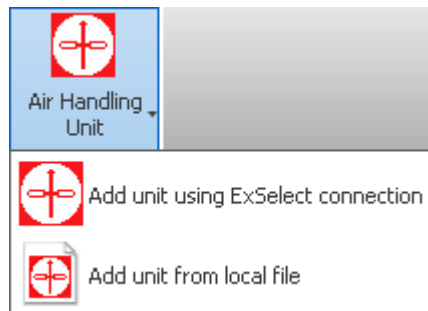 Air Handling
Unit
Add unit using ExSelect connection
Add unit from local file